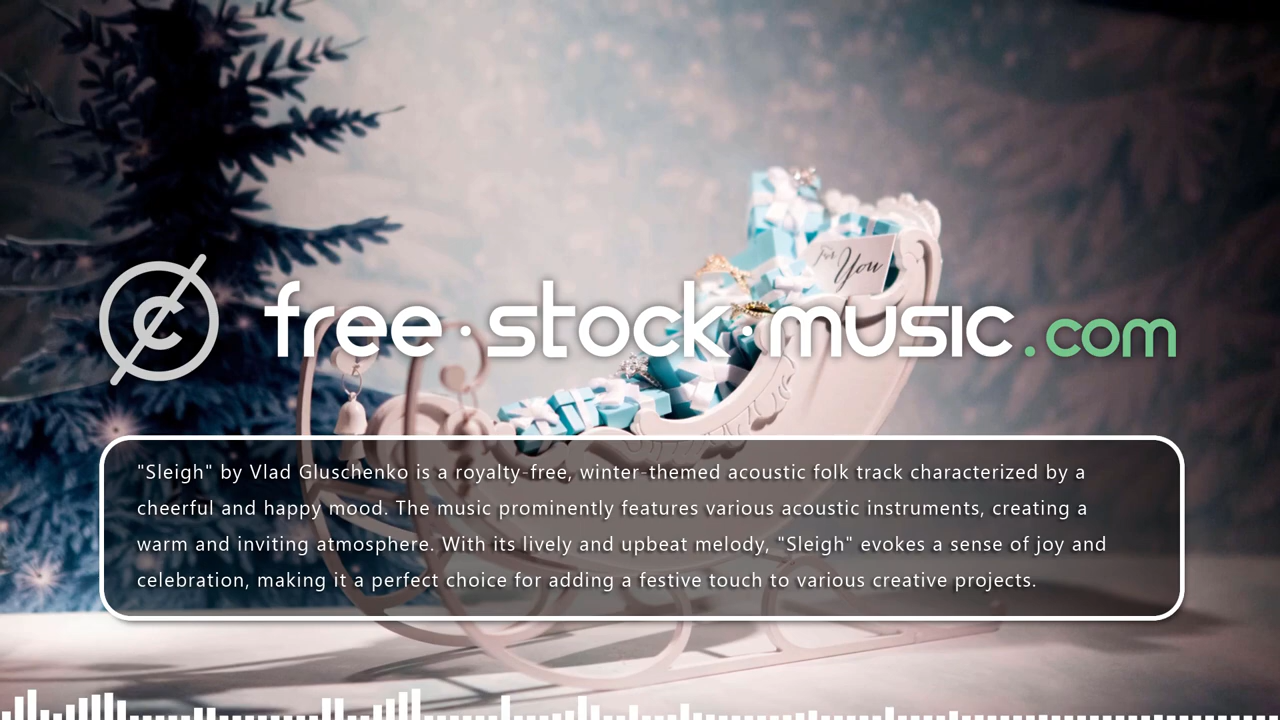 For You
free·stock·music.com
"Sleigh" by Vlad Gluschenko is a royalty-free, winter-themed acoustic folk track characterized by a
cheerful and happy mood. The music prominently features various acoustic instruments, creating a
warm and inviting atmosphere. With its lively and upbeat melody, "Sleigh" evokes a sense of joy and
celebration, making it a perfect choice for adding a festive touch to various creative projects.